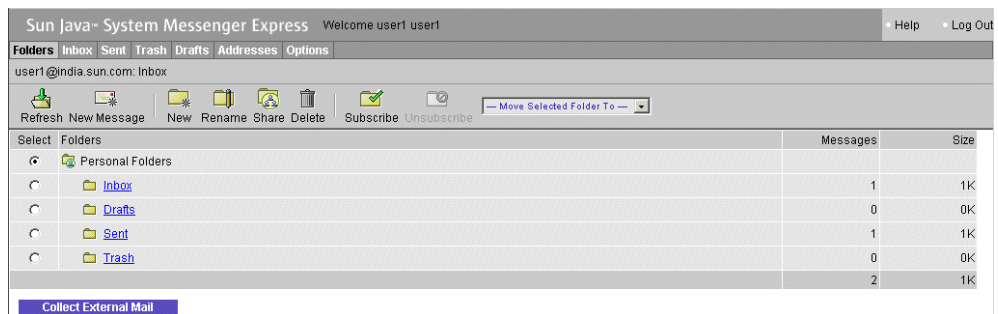 Sun Java™ System Messenger Express Welcome user1 user1 Help Log Out
Folders Inbox Sent Trash Drafts Addresses Options
user1@india.sun.com: Inbox
Refresh New Message New Rename Share Delete Subscribe Unsubscribe — Move Selected Folder To —
Select Folders Messages Size
Personal Folders
Inbox 1 1K
Drafts 0 0K
Sent 1 1K
Trash 0 0K
2 1K
Collect External Mail